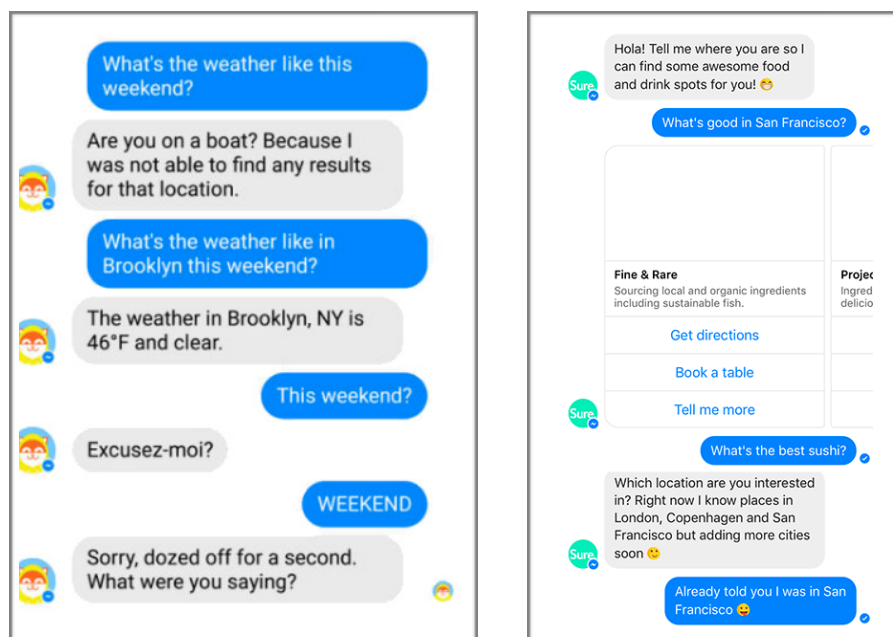 What's the weather like this
weekend?
Are you on a boat? Because I
was not able to find any results
for that location.
What's the weather like in
Brooklyn this weekend?
The weather in Brooklyn, NY is
46°F and clear.
This weekend?
Excusez-moi?
WEEKEND
Sorry, dozed off for a second.
What were you saying?
Hola! Tell me where you are so I
can find some awesome food
and drink spots for you! 😁
Sure
What's good in San Francisco?
Fine & Rare
Sourcing local and organic ingredients
including sustainable fish.
Get directions
Book a table
Tell me more
Projec
Ingred
delicio
Sure
What's the best sushi?
Which location are you interested
in? Right now I know places in
London, Copenhagen and San
Francisco but adding more cities
soon 🙂
Sure
Already told you I was in San
Francisco 😜